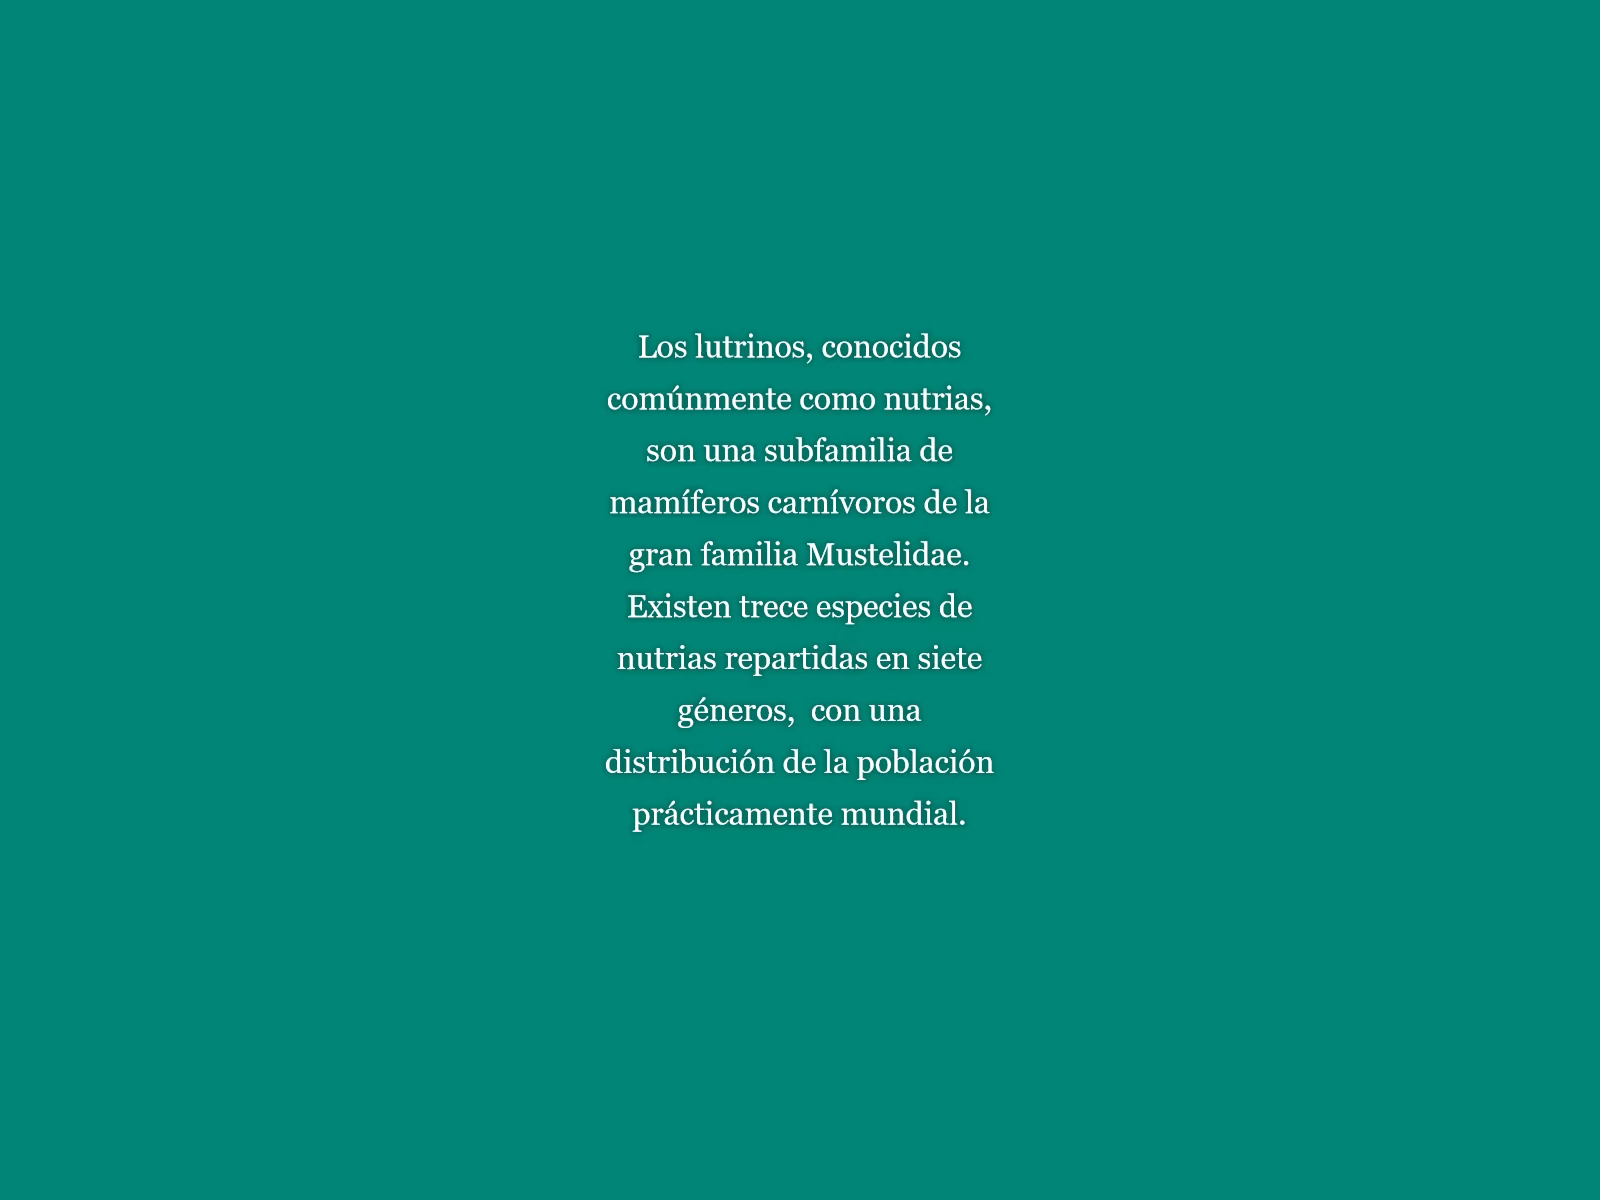 Los lutrinos, conocidos
comúnmente como nutrias,
son una subfamilia de
mamíferos carnívoros de la
gran familia Mustelidae.
Existen trece especies de
nutrias repartidas en siete
géneros,  con una
distribución de la población
prácticamente mundial.